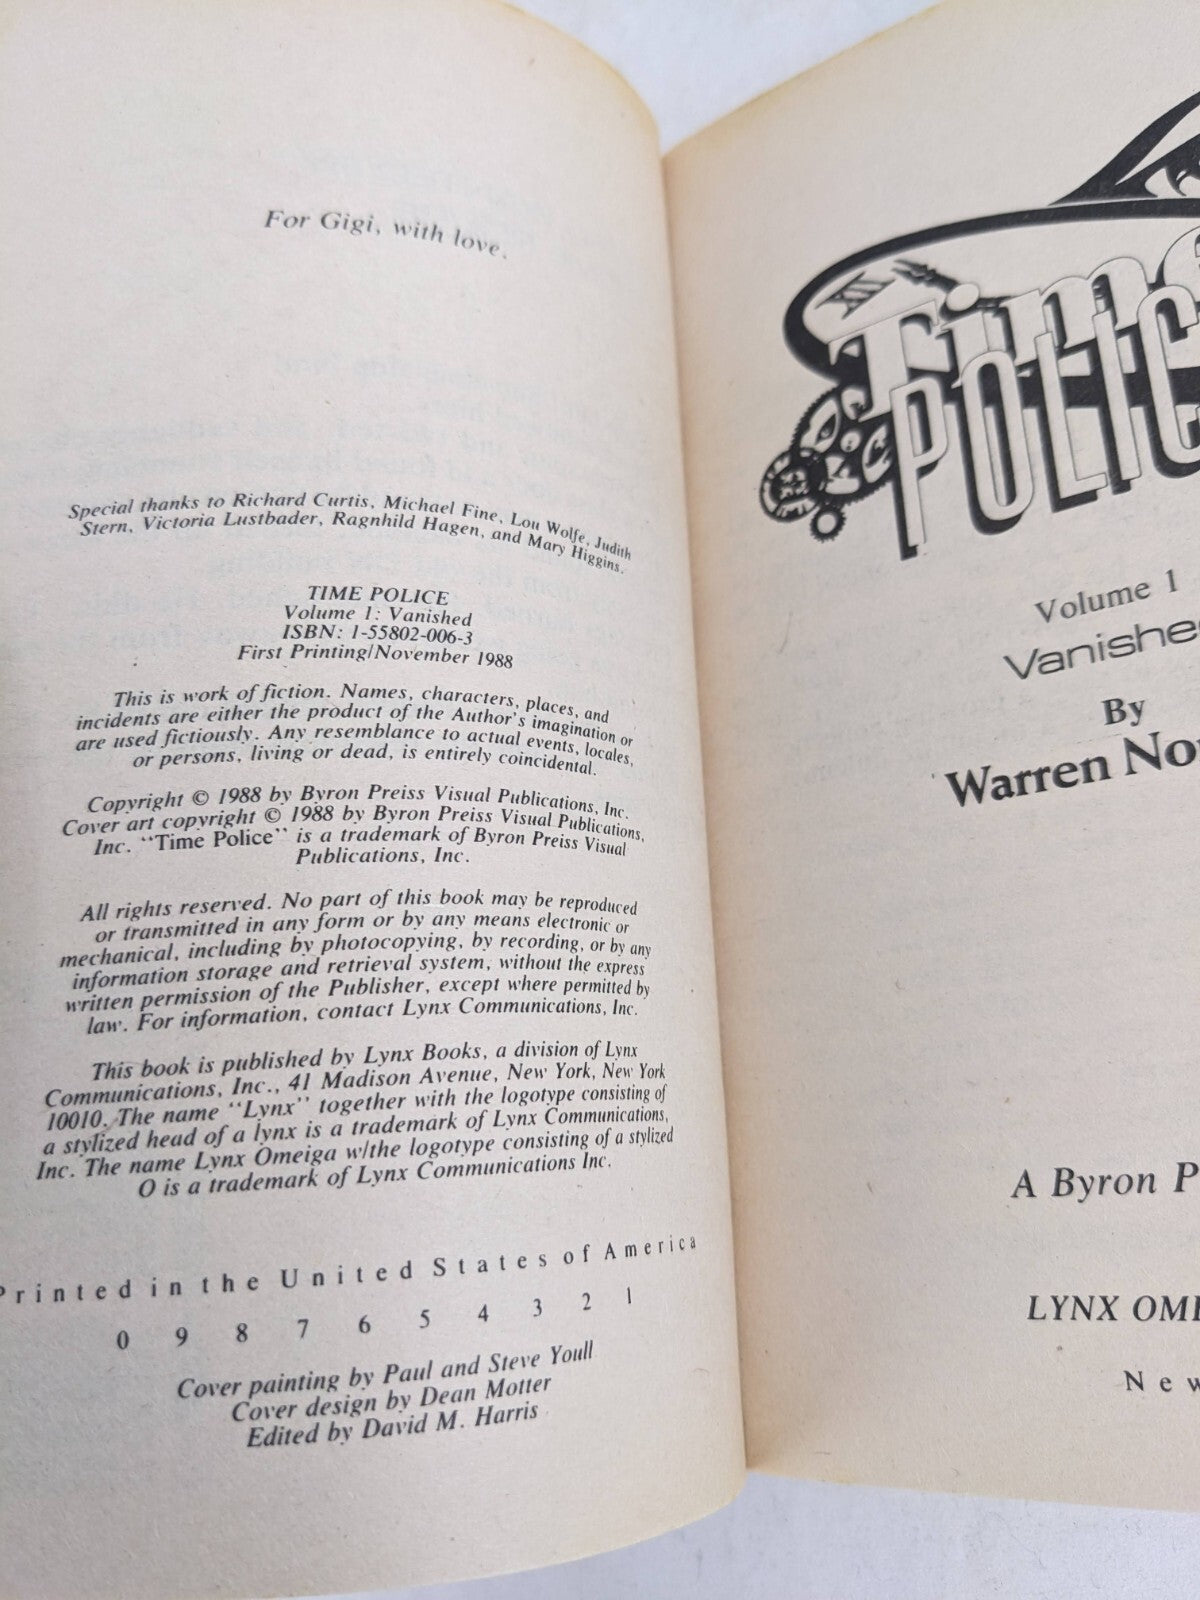 For Gigi, with love.
Special thanks to Richard Curtis, Michael Fine, Lou Wolfe, Judith
Stern, Victoria Lustbader, Ragnhild Hagen, and Mary Higgins.
TIME POLICE
Volume 1: Vanished
ISBN: 1-55802-006-3
First Printing/November 1988
This is work of fiction. Names, characters, places, and
incidents are either the product of the Author's imagination or
are used fictiously. Any resemblance to actual events, locales,
or persons, living or dead, is entirely coincidental.
Copyright © 1988 by Byron Preiss Visual Publications, Inc.
Cover art copyright © 1988 by Byron Preiss Visual Publications,
Inc. "Time Police" is a trademark of Byron Preiss Visual
Publications, Inc.
All rights reserved. No part of this book may be reproduced
or transmitted in any form or by any means electronic or
mechanical, including by photocopying, by recording, or by any
information storage and retrieval system, without the express
written permission of the Publisher, except where permitted by
law. For information, contact Lynx Communications, Inc.
This book is published by Lynx Books, a division of Lynx
Communications, Inc., 41 Madison Avenue, New York, New York
10010. The name "Lynx" together with the logotype consisting of
a stylized head of a lynx is a trademark of Lynx Communications,
Inc. The name Lynx Omeiga w/the logotype consisting of a stylized
O is a trademark of Lynx Communications Inc.
Printed in the United States of America
0 9 8 7 6 5 4 3 2 1
Cover painting by Paul and Steve Youll
Cover design by Dean Motter
Edited by David M. Harris
XII
Time
POLIC
Volume 1
Vanishe
By
Warren No
A Byron P
LYNX OME
New